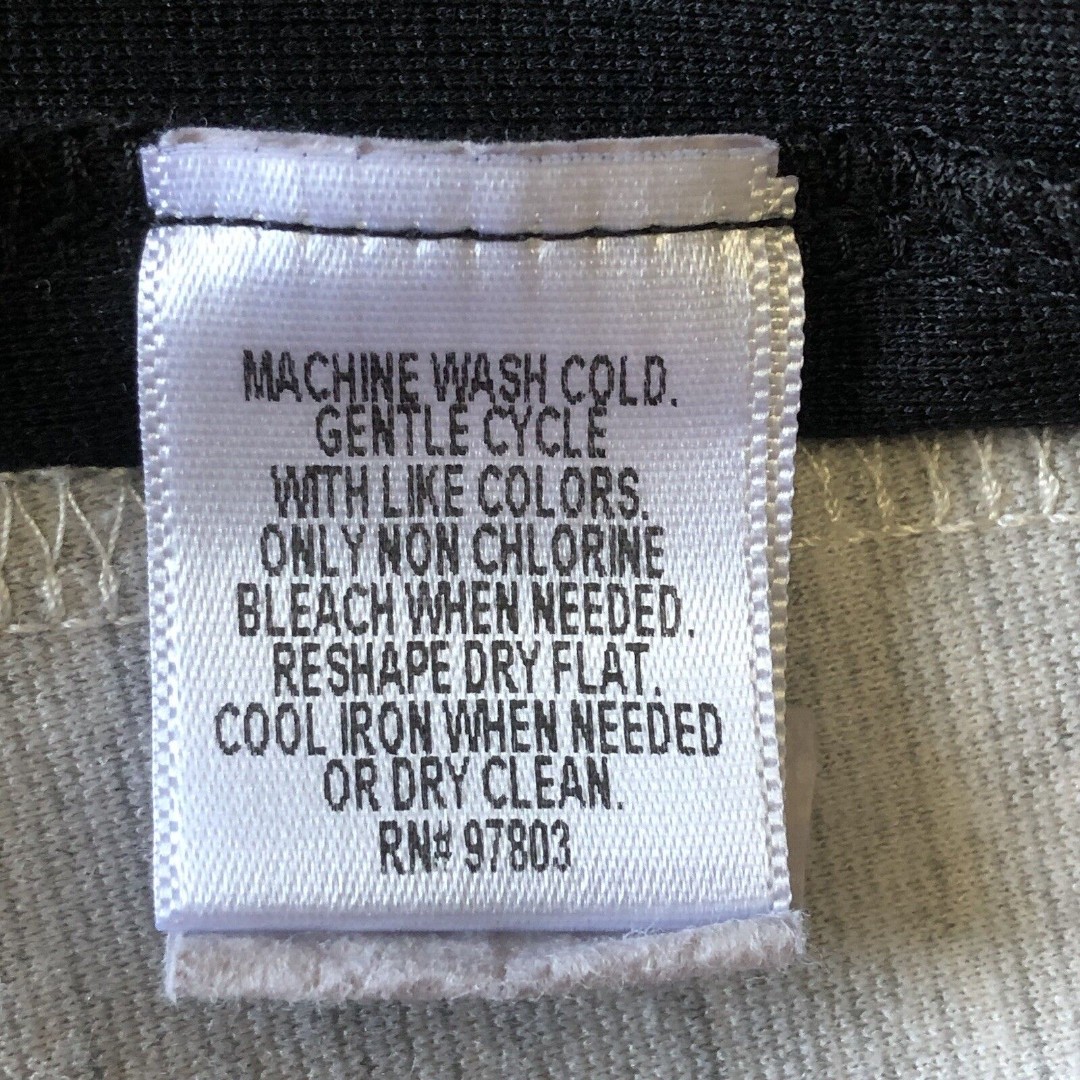 MACHINE WASH COLD.
GENTLE CYCLE
WITH LIKE COLORS.
ONLY NON CHLORINE
BLEACH WHEN NEEDED.
RESHAPE DRY FLAT.
COOL IRON WHEN NEEDED
OR DRY CLEAN.
RN# 97803